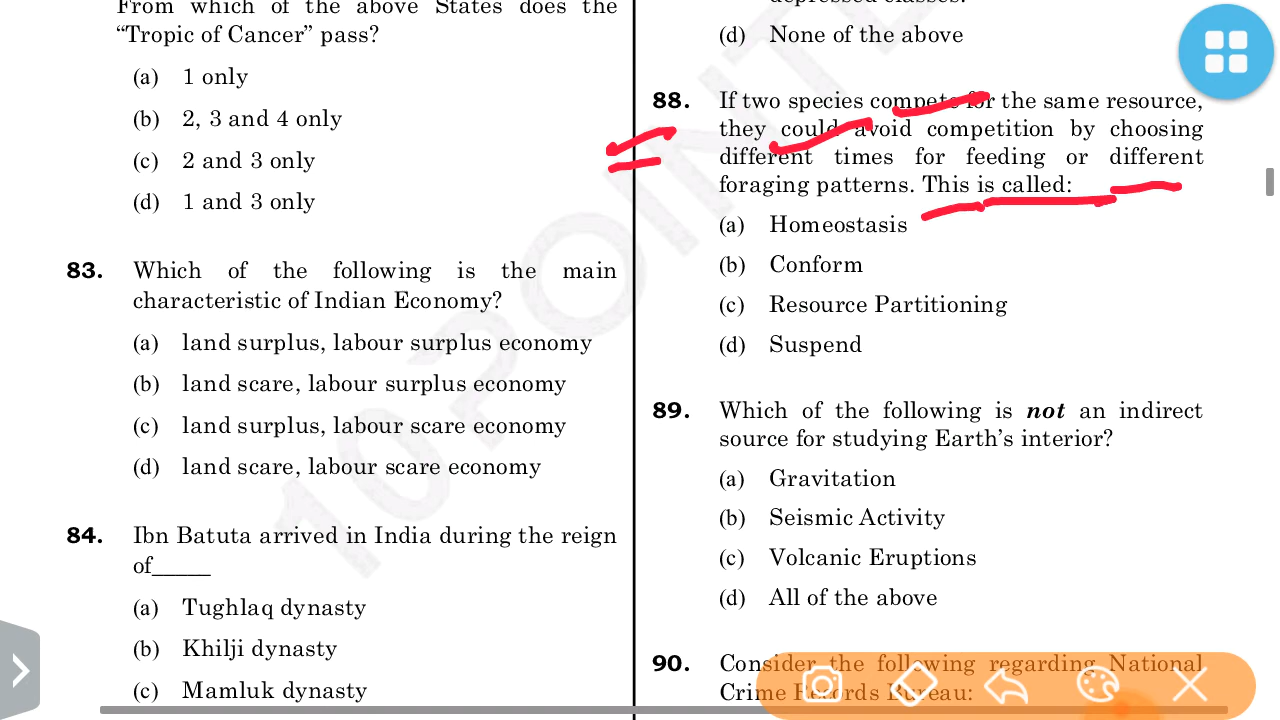 From which of the above States does the
“Tropic of Cancer” pass?
(a) 1 only
(b) 2, 3 and 4 only
(c) 2 and 3 only
(d) 1 and 3 only
83. Which of the following is the main
characteristic of Indian Economy?
(a) land surplus, labour surplus economy
(b) land scare, labour surplus economy
(c) land surplus, labour scare economy
(d) land scare, labour scare economy
84. Ibn Batuta arrived in India during the reign
of_____
(a) Tughlaq dynasty
(b) Khilji dynasty
(c) Mamluk dynasty
depressed classes.
(d) None of the above
88. If two species compete for the same resource,
they could avoid competition by choosing
different times for feeding or different
foraging patterns. This is called:
(a) Homeostasis
(b) Conform
(c) Resource Partitioning
(d) Suspend
89. Which of the following is not an indirect
source for studying Earth’s interior?
(a) Gravitation
(b) Seismic Activity
(c) Volcanic Eruptions
(d) All of the above
90. Consider the following regarding National
Crime Records Bureau:
10 POINTE